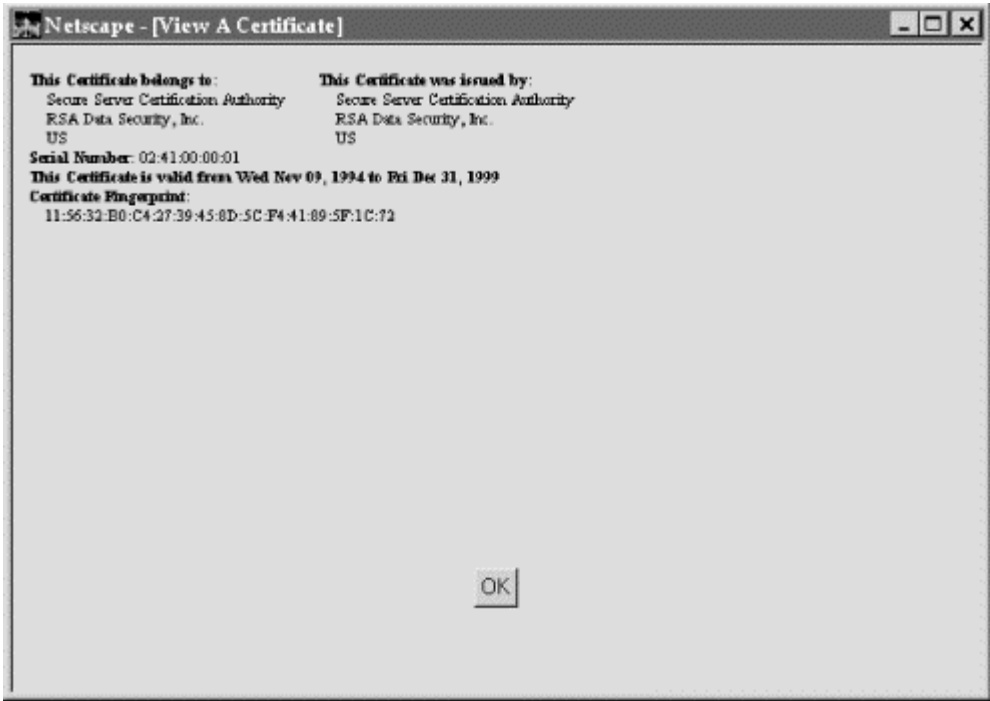 Netscape - [View A Certificate]
This Certificate belongs to: This Certificate was issued by:
Secure Server Certification Authority Secure Server Certification Authority
RSA Data Security, Inc. RSA Data Security, Inc.
US US
Serial Number: 02:41:00:00:01
This Certificate is valid from Wed Nov 09, 1994 to Fri Dec 31, 1999
Certificate Fingerprint:
11:56:32:B0:C4:27:39:45:8D:5C:F4:41:89:5F:1C:72
OK